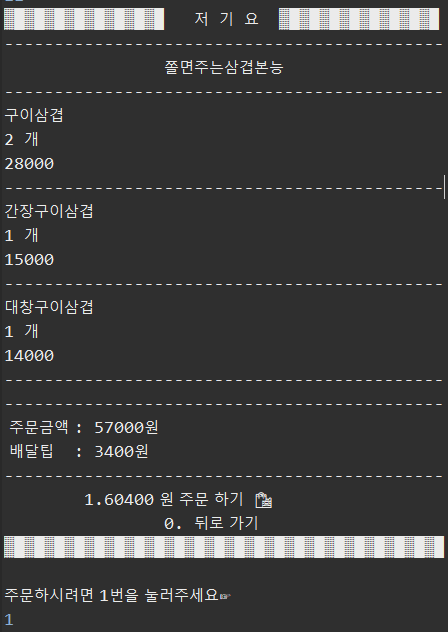 저 기 요
쫄면주는삼겹본능
구이삼겹
2 개
28000
간장구이삼겹
1 개
15000
대창구이삼겹
1 개
14000
주문금액 : 57000원
배달팁 : 3400원
1.60400 원 주문 하기
0. 뒤로 가기
주문하시려면 1번을 눌러주세요☞
1